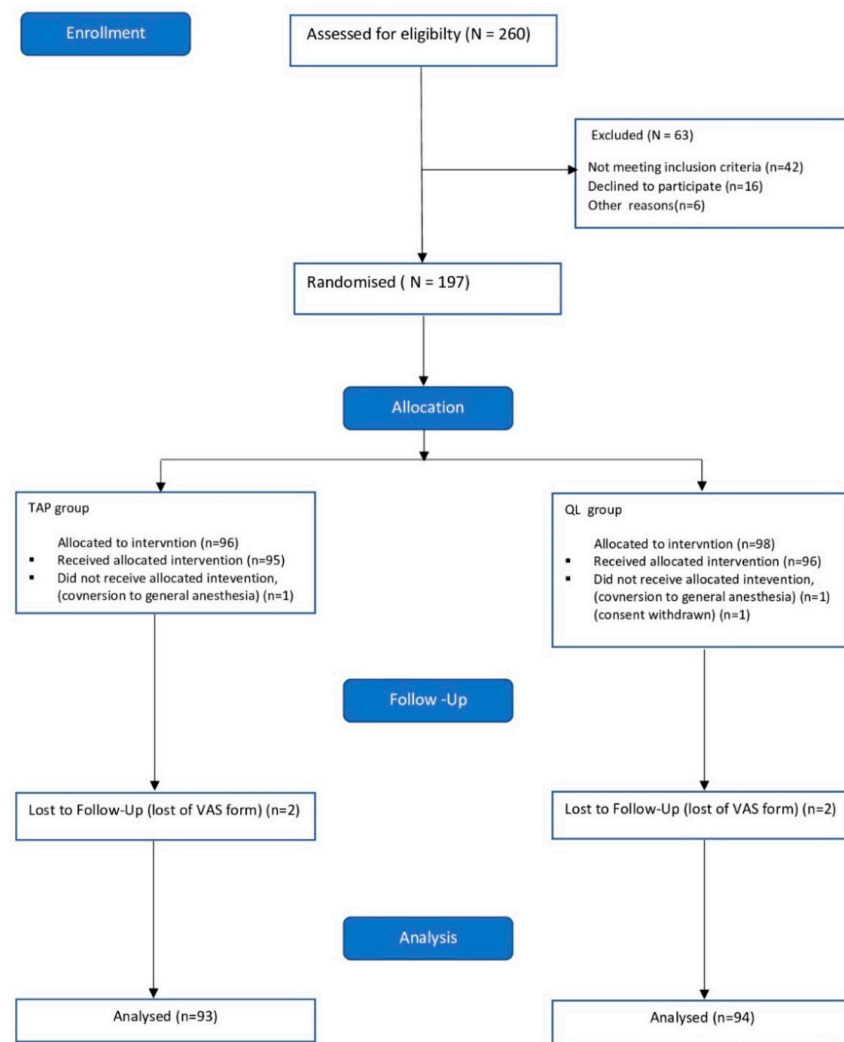 Enrollment
Assessed for eligibilty (N = 260)
Excluded (N = 63)
Not meeting inclusion criteria (n=42)
Declined to participate (n=16)
Other reasons(n=6)
Randomised ( N = 197)
Allocation
TAP group
Allocated to intervntion (n=96)
▪ Received allocated intervention (n=95)
▪ Did not receive allocated intevention,
(covnersion to general anesthesia) (n=1)
QL group
Allocated to intervntion (n=98)
▪ Received allocated intervention (n=96)
▪ Did not receive allocated intevention,
(covnersion to general anesthesia) (n=1)
(consent withdrawn) (n=1)
Follow -Up
Lost to Follow-Up (lost of VAS form) (n=2)
Lost to Follow-Up (lost of VAS form) (n=2)
Analysis
Analysed (n=93)
Analysed (n=94)